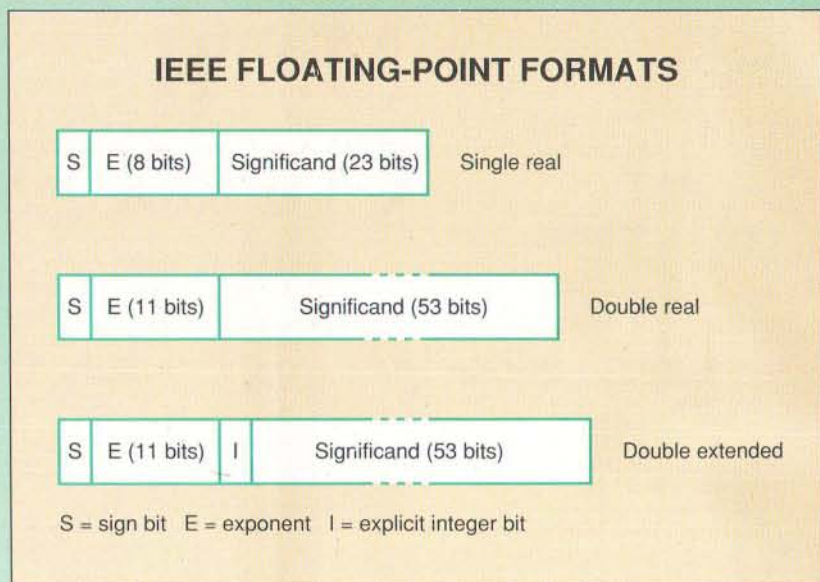 IEEE FLOATING-POINT FORMATS
S E (8 bits) Significand (23 bits) Single real
S E (11 bits) Significand (53 bits) Double real
S E (11 bits) I Significand (53 bits) Double extended
S = sign bit E = exponent I = explicit integer bit